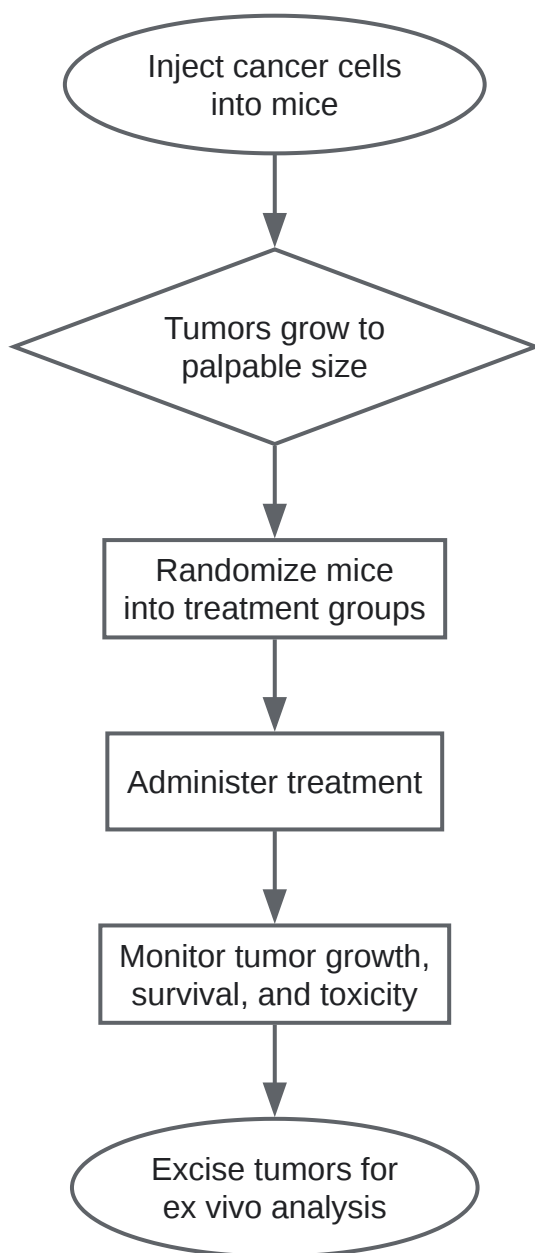 Inject cancer cells
into mice
Tumors grow to
palpable size
Randomize mice
into treatment groups
Administer treatment
Monitor tumor growth,
survival, and toxicity
Excise tumors for
ex vivo analysis